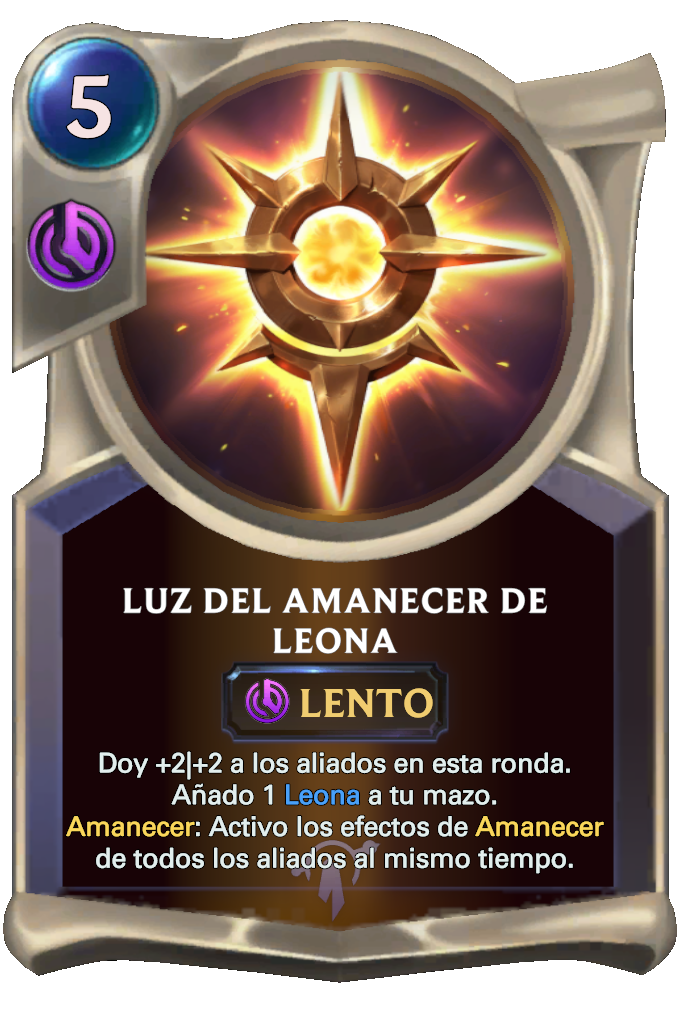 5
LUZ DEL AMANECER DE
LEONA
LENTO
Doy +2|+2 a los aliados en esta ronda.
Añado 1 Leona a tu mazo.
Amanecer: Activo los efectos de Amanecer
de todos los aliados al mismo tiempo.